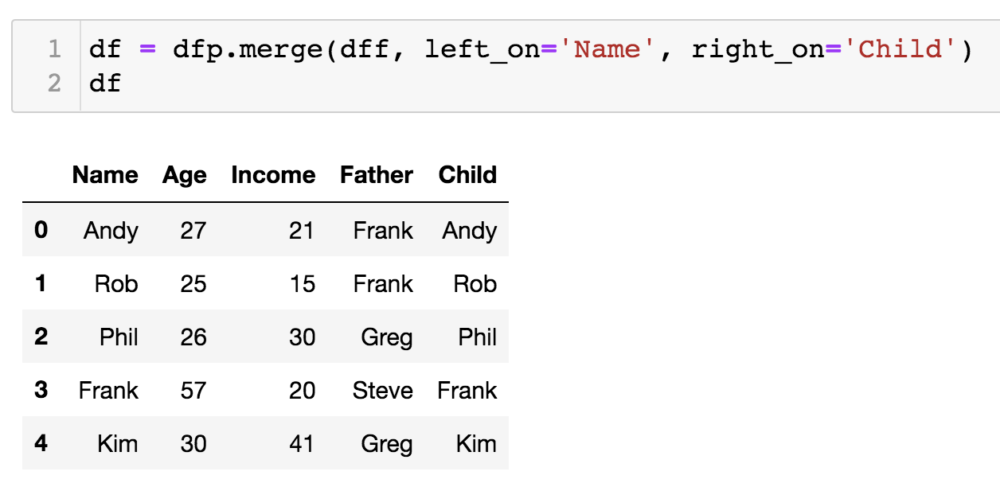 1 df = dfp.merge(dff, left_on='Name', right_on='Child')
2 df
Name Age Income Father Child
0 Andy 27 21 Frank Andy
1 Rob 25 15 Frank Rob
2 Phil 26 30 Greg Phil
3 Frank 57 20 Steve Frank
4 Kim 30 41 Greg Kim